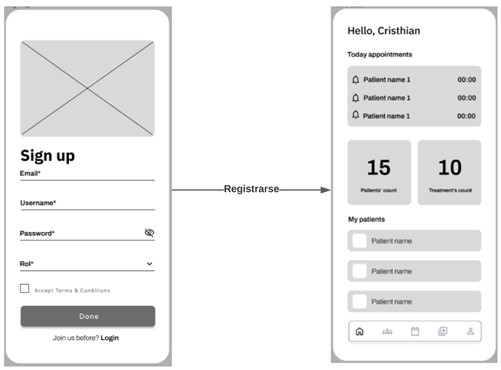 Sign up
Email*
Username*
Password*
Rol*
Accept Terms & Conditions
Done
Join us before? Login
Registrarse
Hello, Cristhian
Today appointments
Patient name 1 00:00
Patient name 1 00:00
Patient name 1 00:00
15 10
Patients' count Treatment's count
My patients
Patient name
Patient name
Patient name